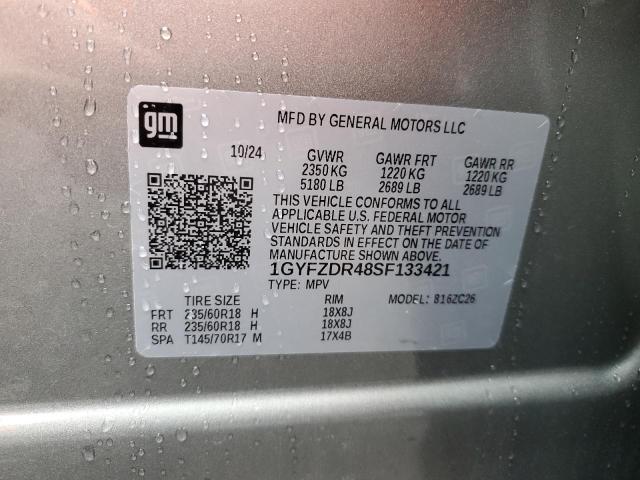 gm
MFD BY GENERAL MOTORS LLC
10/24 GVWR GAWR FRT GAWR RR
2350 KG 1220 KG 1220 KG
5180 LB 2689 LB 2689 LB
THIS VEHICLE CONFORMS TO ALL
APPLICABLE U.S. FEDERAL MOTOR
VEHICLE SAFETY AND THEFT PREVENTION
STANDARDS IN EFFECT ON THE DATE OF
MANUFACTURE SHOWN ABOVE.
1GYFZDR48SF133421
TYPE: MPV MODEL: 816ZC26
TIRE SIZE RIM
FRT 235/60R18 H 18X8J
RR 235/60R18 H 18X8J
SPA T145/70R17 M 17X4B